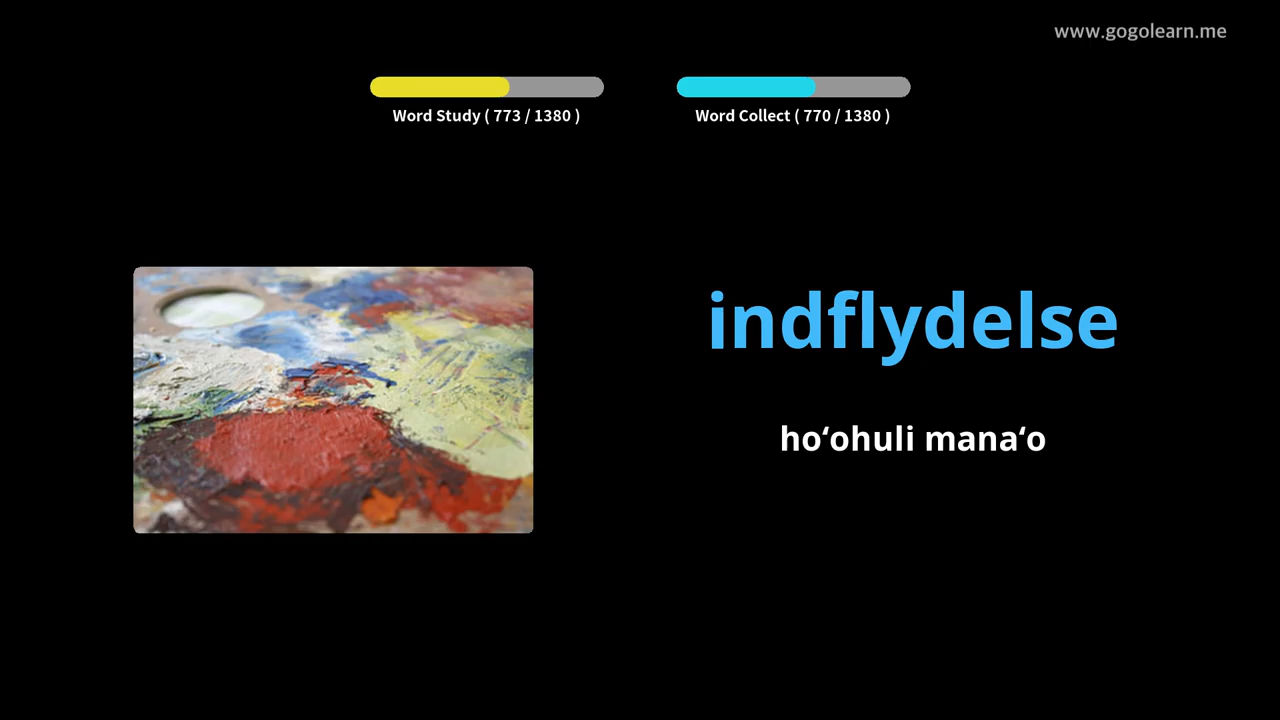 www.gogolearn.me
Word Study ( 773 / 1380 )
Word Collect ( 770 / 1380 )
indflydelse
hoʻohuli manaʻo